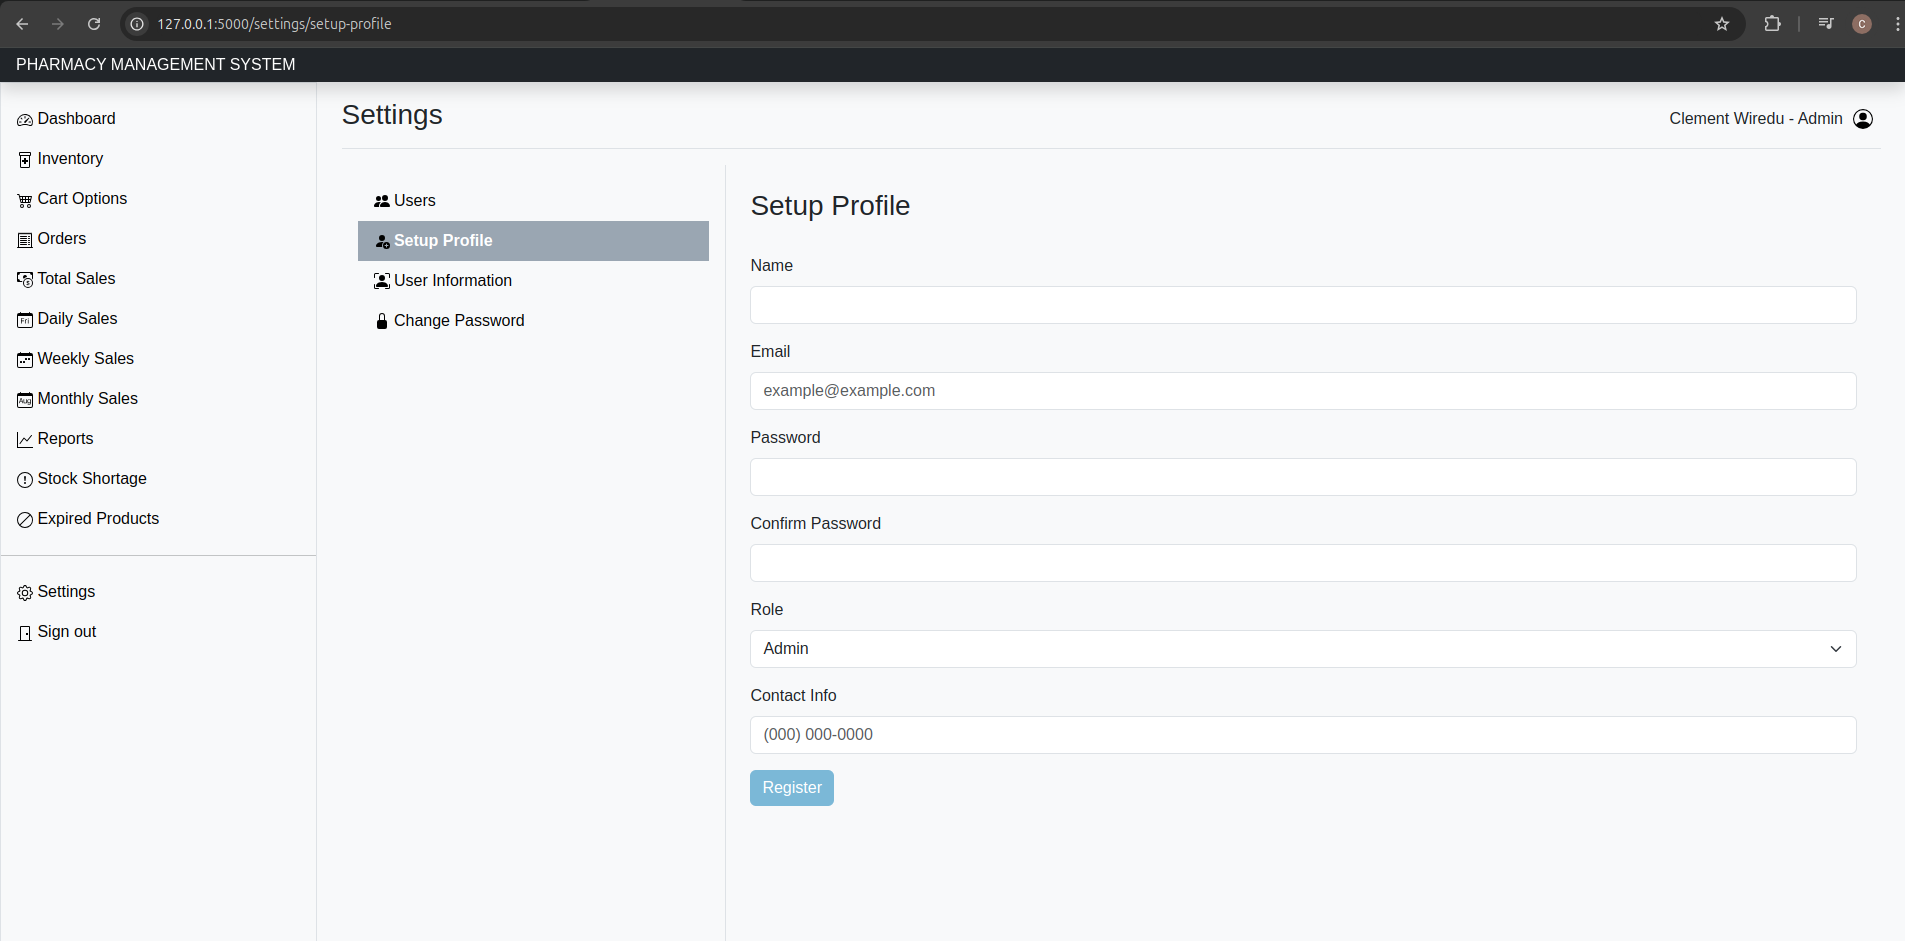 127.0.0.1:5000/settings/setup-profile
C
PHARMACY MANAGEMENT SYSTEM
Dashboard
Inventory
Cart Options
Orders
Total Sales
Fri Daily Sales
Weekly Sales
Aug Monthly Sales
Reports
Stock Shortage
Expired Products
Settings
Sign out
Settings
Clement Wiredu - Admin
Users
Setup Profile
User Information
Change Password
Setup Profile
Name
Email
example@example.com
Password
Confirm Password
Role
Admin
Contact Info
(000) 000-0000
Register